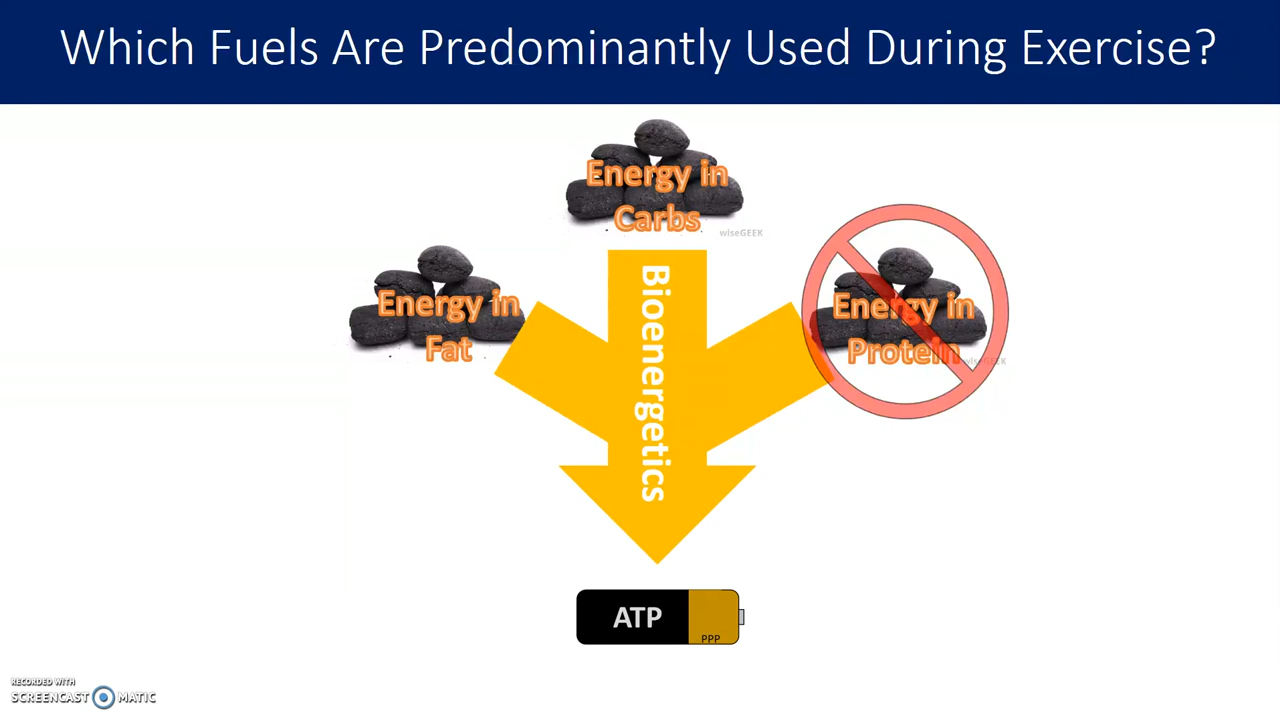 Which Fuels Are Predominantly Used During Exercise?
Energy in
Carbs
wiseGEEK
Energy in
Fat
Bioenergetics
Energy in
Protein
wiseGEEK
ATP
PPP
RECORDED WITH
SCREENCAST MATIC